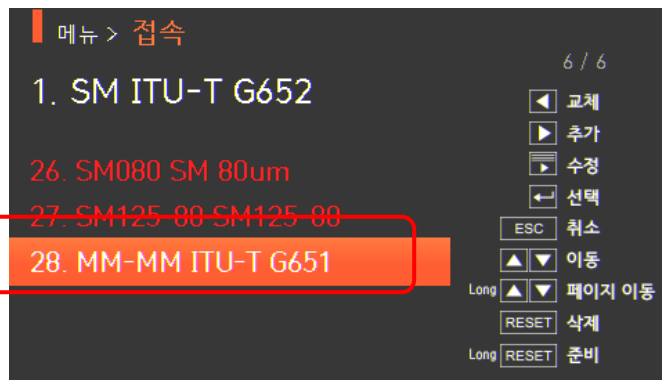 메뉴 > 접속
6 / 6
1. SM ITU-T G652
26. SM080 SM 80um
27. SM125-80 SM125-80
28. MM-MM ITU-T G651
교체
추가
수정
선택
ESC 취소
이동
Long 페이지 이동
RESET 삭제
Long RESET 준비